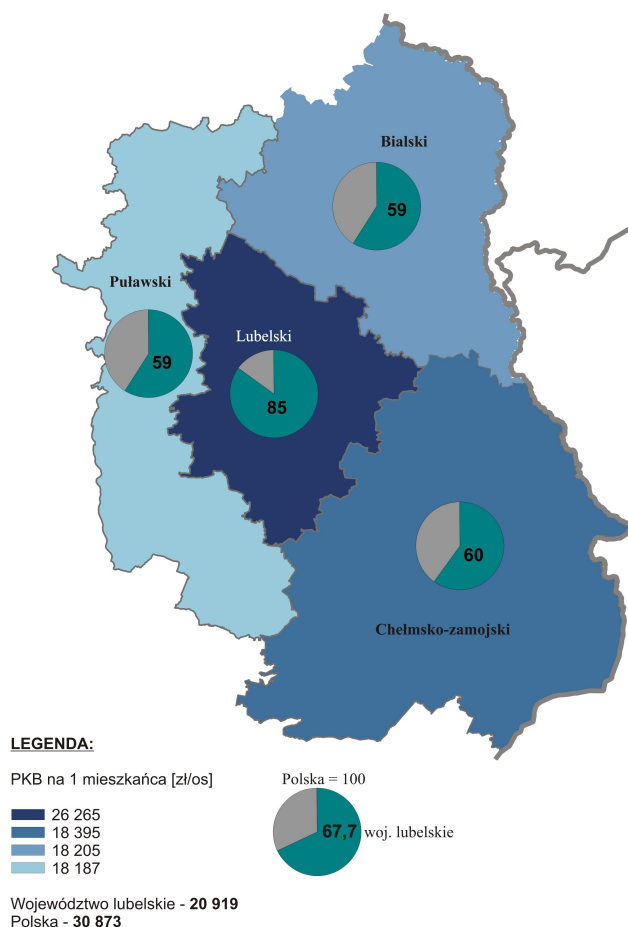 Bialski
59
Puławski
59
Lubelski
85
60
Chełmsko-zamojski
LEGENDA:
PKB na 1 mieszkańca [zł/os]
26 265
18 395
18 205
18 187
Polska = 100
67,7 woj. lubelskie
Województwo lubelskie - 20 919
Polska - 30 873